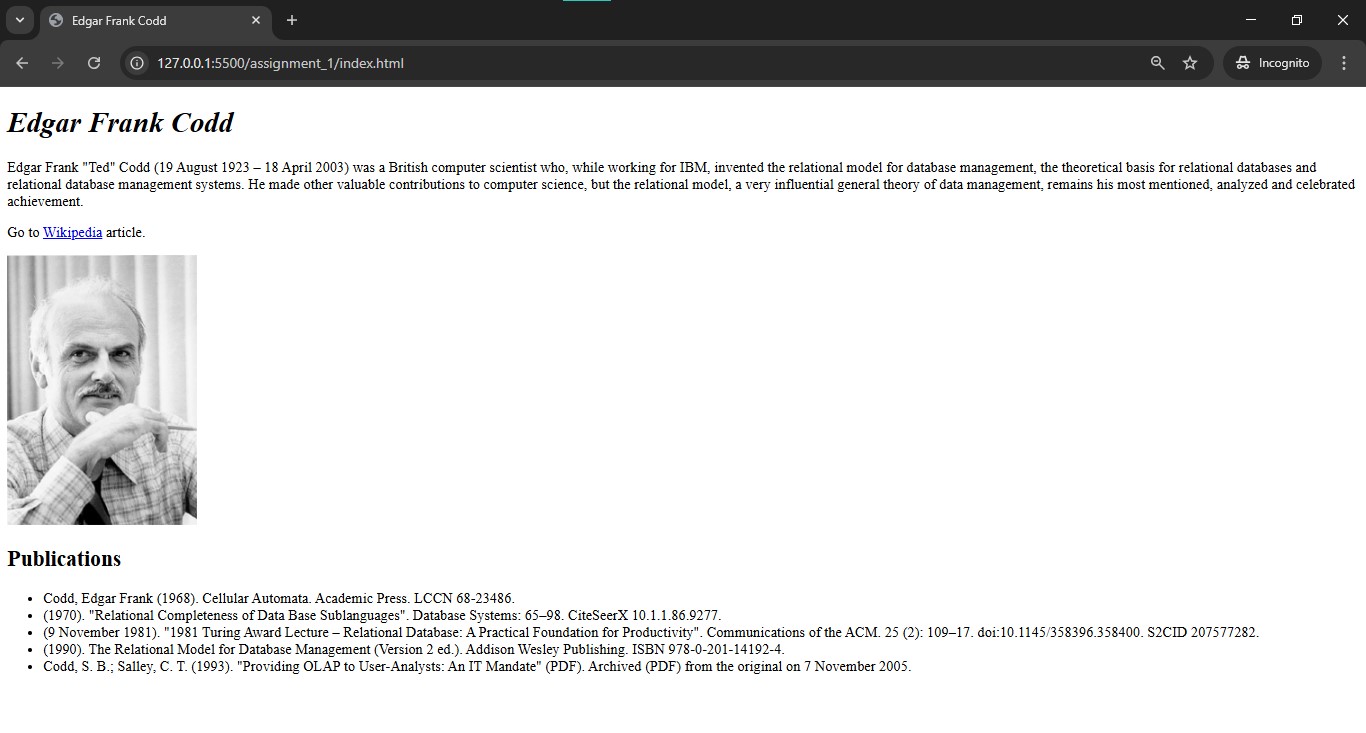 Edgar Frank Codd
127.0.0.1:5500/assignment_1/index.html
Incognito
Edgar Frank Codd
Edgar Frank "Ted" Codd (19 August 1923 – 18 April 2003) was a British computer scientist who, while working for IBM, invented the relational model for database management, the theoretical basis for relational databases and
relational database management systems. He made other valuable contributions to computer science, but the relational model, a very influential general theory of data management, remains his most mentioned, analyzed and celebrated
achievement.
Go to Wikipedia article.
Publications
• Codd, Edgar Frank (1968). Cellular Automata. Academic Press. LCCN 68-23486.
• (1970). "Relational Completeness of Data Base Sublanguages". Database Systems: 65–98. CiteSeerX 10.1.1.86.9277.
• (9 November 1981). "1981 Turing Award Lecture – Relational Database: A Practical Foundation for Productivity". Communications of the ACM. 25 (2): 109–17. doi:10.1145/358396.358400. S2CID 207577282.
• (1990). The Relational Model for Database Management (Version 2 ed.). Addison Wesley Publishing. ISBN 978-0-201-14192-4.
• Codd, S. B.; Salley, C. T. (1993). "Providing OLAP to User-Analysts: An IT Mandate" (PDF). Archived (PDF) from the original on 7 November 2005.